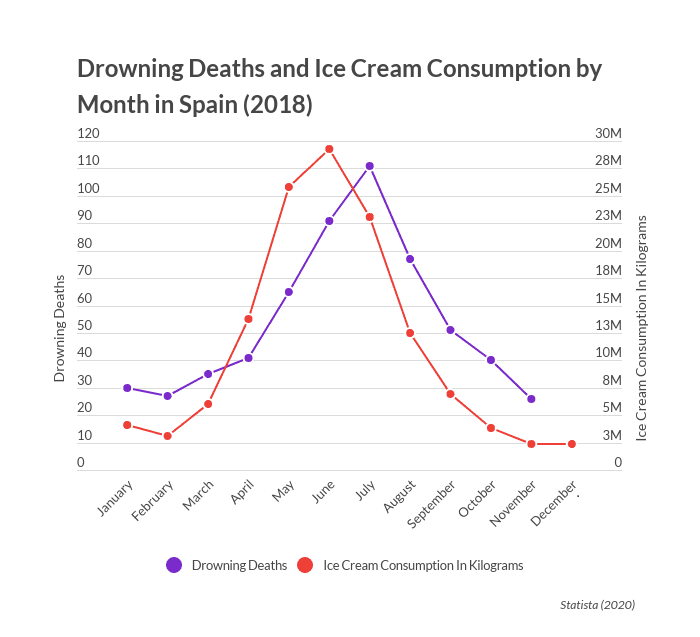 Drowning Deaths and Ice Cream Consumption by
Month in Spain (2018)
120 30M
110 28M
100 25M
90 23M
80 20M
70 18M
60 15M
50 13M
40 10M
30 8M
20 5M
10 3M
0 0
Drowning Deaths
Ice Cream Consumption In Kilograms
January February March April May June July August September October November December.
Drowning Deaths Ice Cream Consumption In Kilograms
Statista (2020)